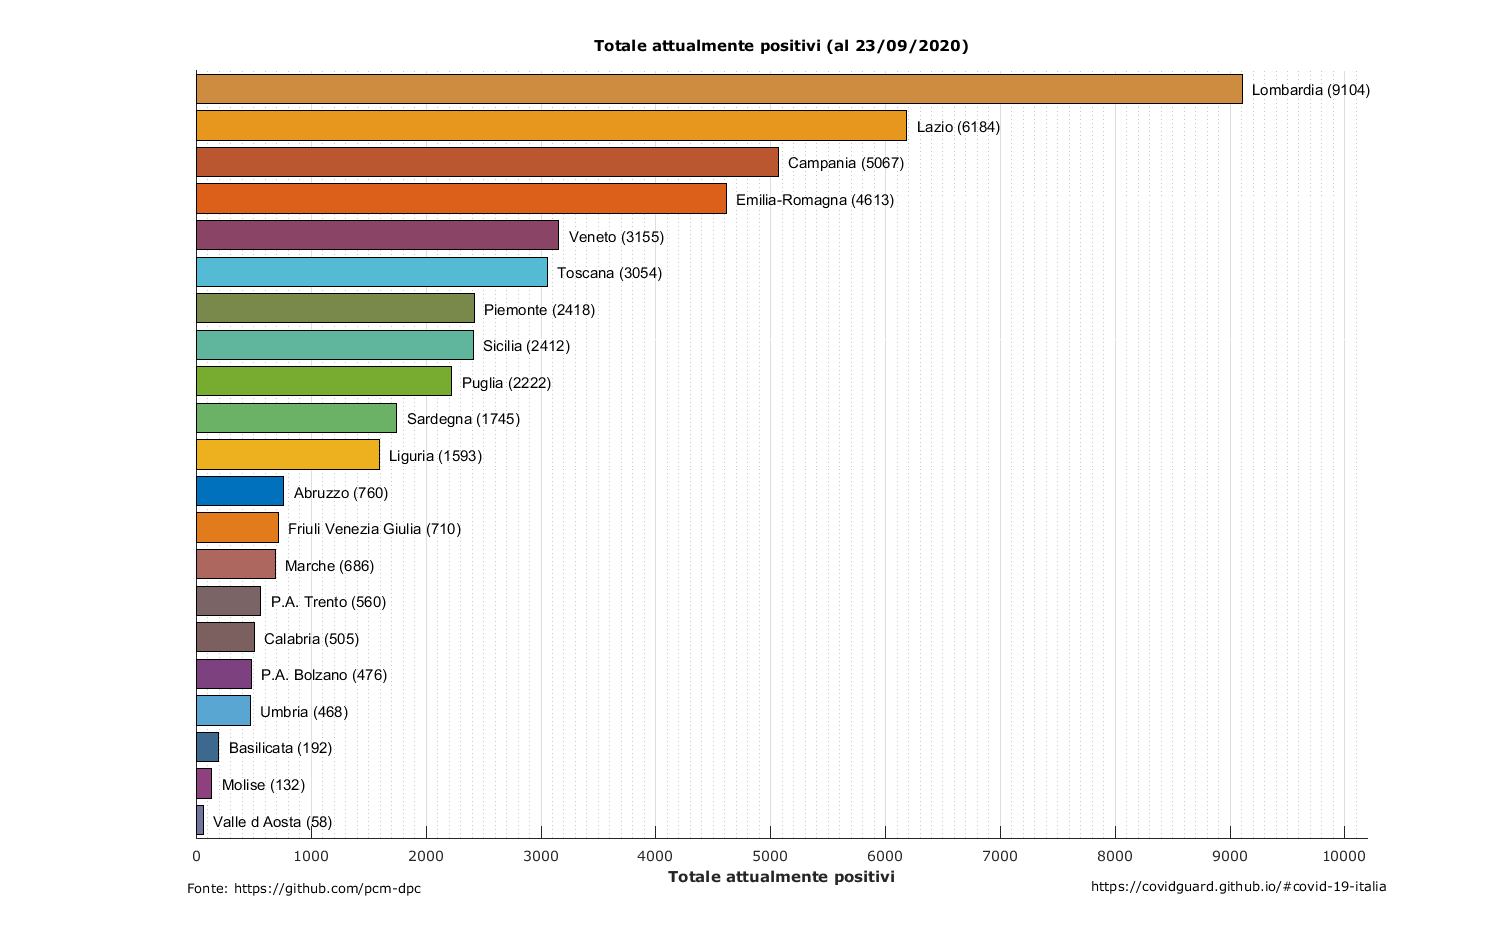 Totale attualmente positivi (al 23/09/2020)
Lombardia (9104)
Lazio (6184)
Campania (5067)
Emilia-Romagna (4613)
Veneto (3155)
Toscana (3054)
Piemonte (2418)
Sicilia (2412)
Puglia (2222)
Sardegna (1745)
Liguria (1593)
Abruzzo (760)
Friuli Venezia Giulia (710)
Marche (686)
P.A. Trento (560)
Calabria (505)
P.A. Bolzano (476)
Umbria (468)
Basilicata (192)
Molise (132)
Valle d Aosta (58)
0 1000 2000 3000 4000 5000 6000 7000 8000 9000 10000
Totale attualmente positivi
Fonte: https://github.com/pcm-dpc
https://covidguard.github.io/#covid-19-italia